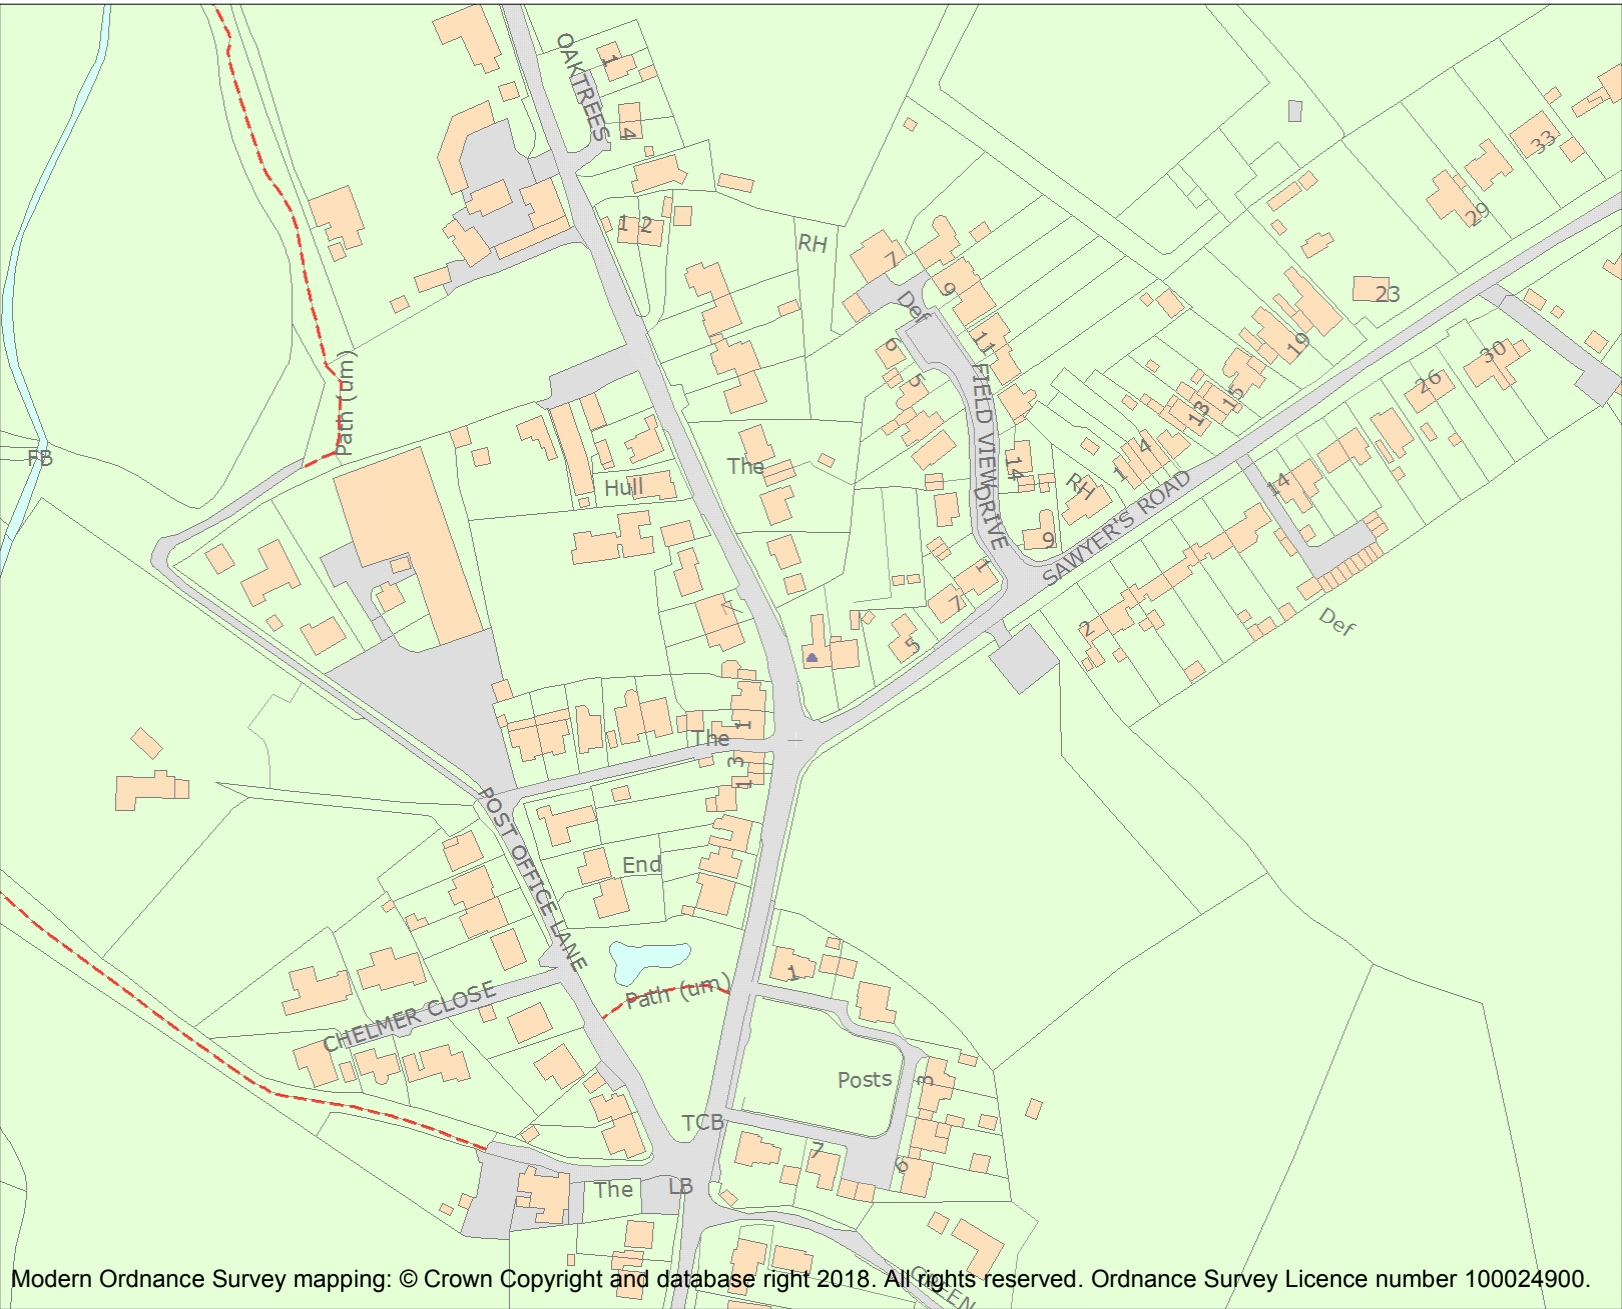 OAKTREES
1
4
1 2
RH
7
Def
9
33
29
23
11
6
5
FIELD VIEW
DRIVE
19
15
13
4
1
30
26
Path (um)
FB
The
Hull
14
RH
SAWYER'S ROAD
14
9
1
7
5
2
Def
The
1
3
1
POST OFFICE LANE
End
Path (um)
1
CHELMER CLOSE
Posts
3
TCB
7
6
The
LB
GREEN
Modern Ordnance Survey mapping: © Crown Copyright and database right 2018. All rights reserved. Ordnance Survey Licence number 100024900.